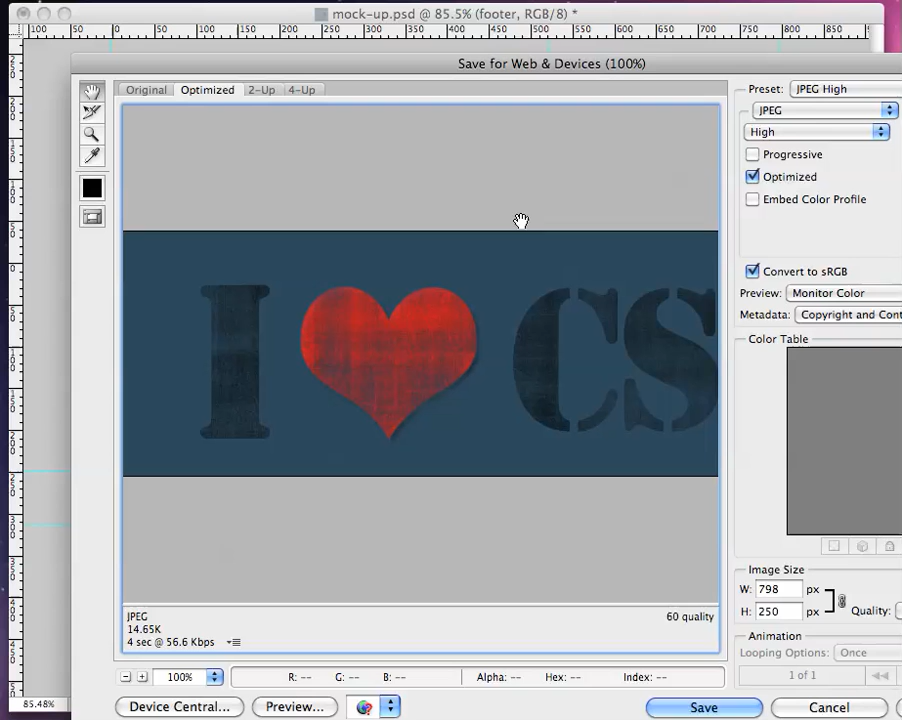 mock-up.psd @ 85.5% (footer, RGB/8) *
100 50 0 50 100 150 200 250 300 350 400 450 500 550 600 650 700 750 800 850
Save for Web & Devices (100%)
Original Optimized 2-Up 4-Up
Preset: JPEG High
JPEG
High
Progressive
Optimized
Embed Color Profile
Convert to sRGB
Preview: Monitor Color
Metadata: Copyright and Cont
Color Table
I CS
Image Size
W: 798 px
H: 250 px Quality:
JPEG 60 quality
14.65K
4 sec @ 56.6 Kbps
Animation
Looping Options: Once
1 of 1
100% R: -- G: -- B: -- Alpha: -- Hex: -- Index: --
85.48%
Device Central... Preview... Save Cancel